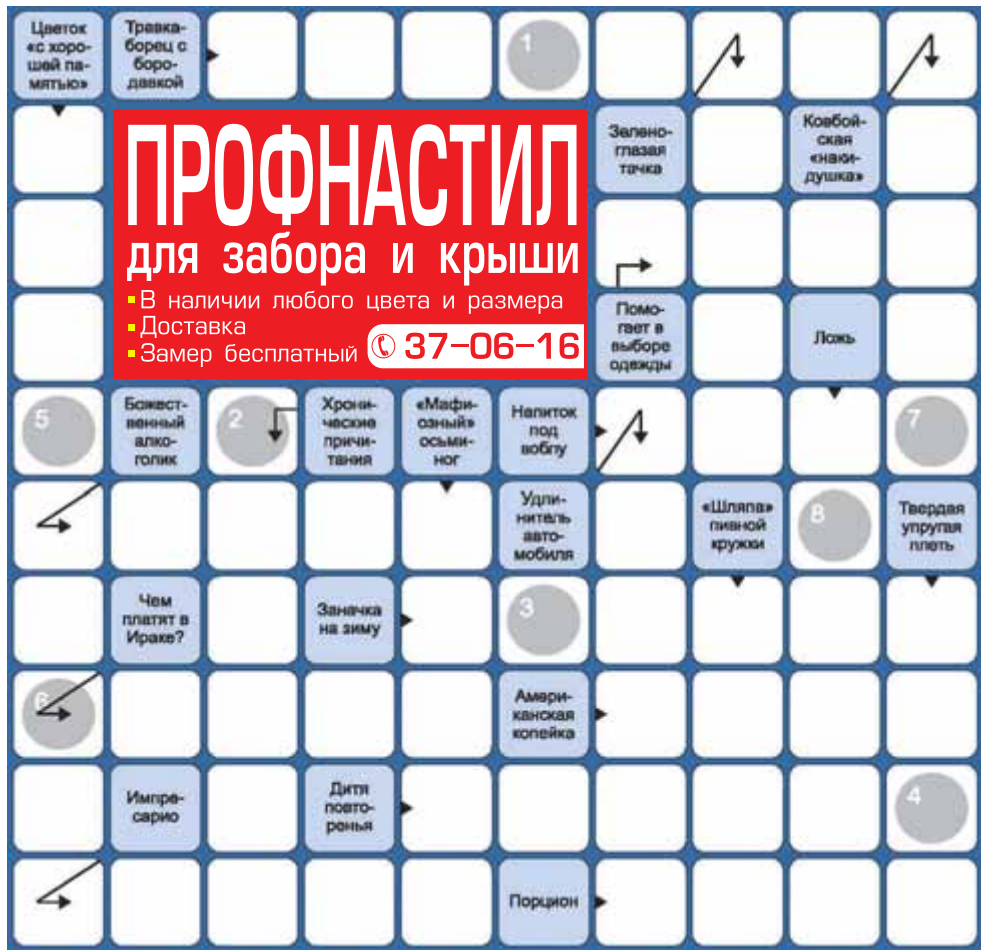 Цветок
«с хоро-
шей па-
мятью»
Травка-
борец с
боро-
давкой
1
ПРОФНАСТИЛ
для забора и крыши
В наличии любого цвета и размера
Доставка
Замер бесплатный
37-06-16
Зелено-
глазая
тачка
Ковбой-
ская
«наки-
душка»
Помо-
гает в
выборе
одежды
Ложь
5
Божест-
венный
алко-
голик
2
Хрони-
ческие
причи-
тания
«Мафи-
озный»
осьми-
ног
Напиток
под
воблу
7
Удли-
нитель
авто-
мобиля
«Шляпа»
пивной
кружки
8
Твердая
упругая
плеть
Чем
платят в
Ираке?
Заначка
на зиму
3
6
Амери-
канская
копейка
Импре-
сарио
Дитя
повто-
ренья
4
Порцион